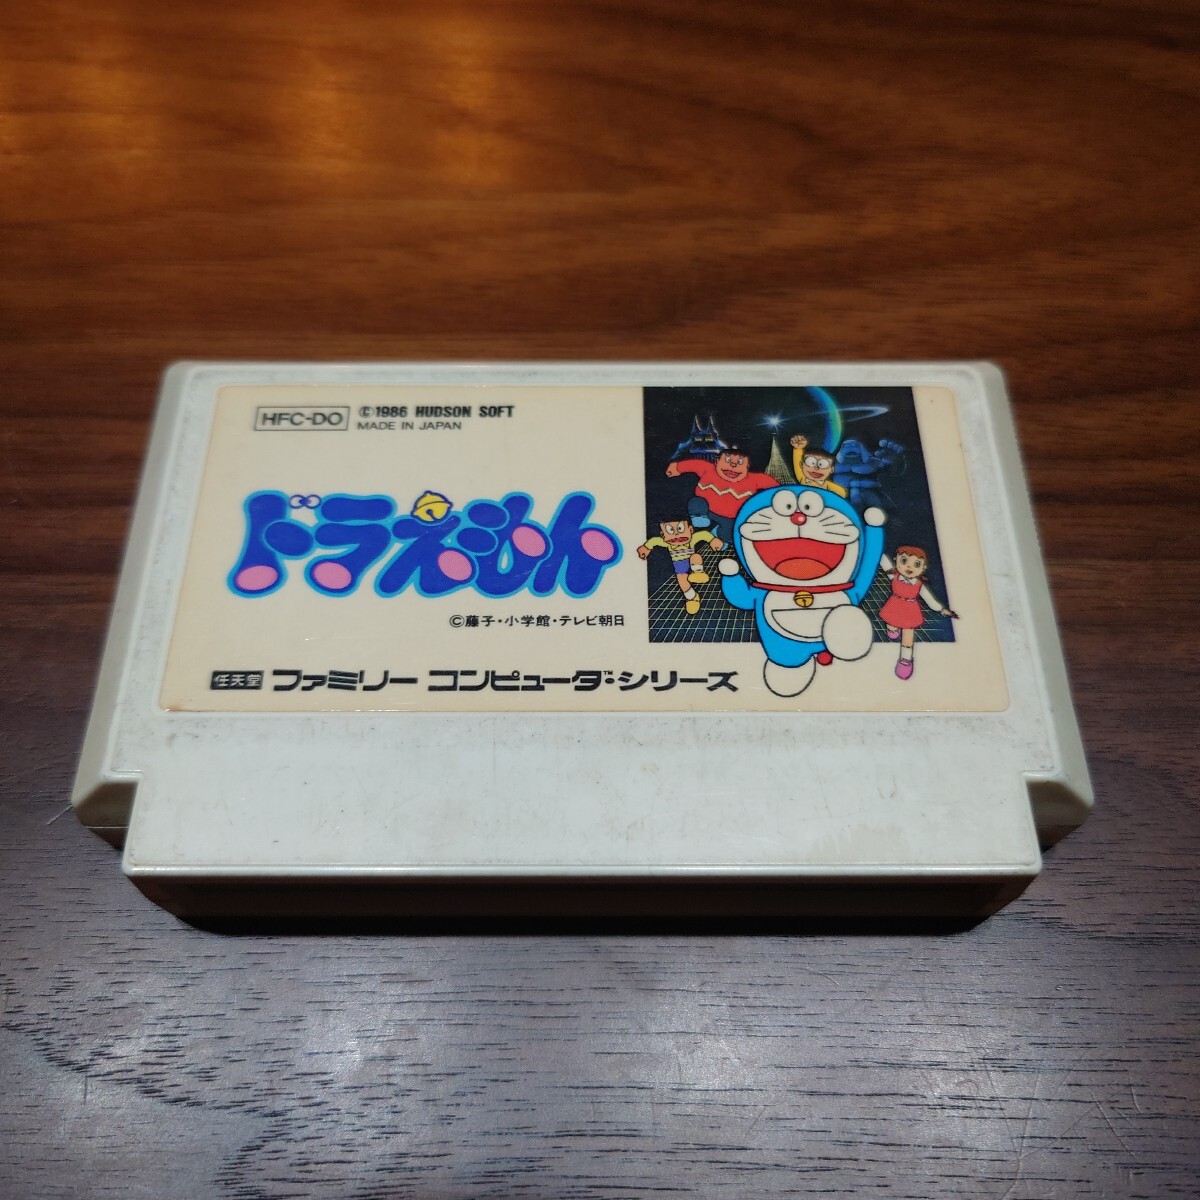 HFC-DO ©1986 HUDSON SOFT
MADE IN JAPAN
ドラえもん
©藤子・小学館・テレビ朝日
任天堂 ファミリー コンピュータ™・シリーズ